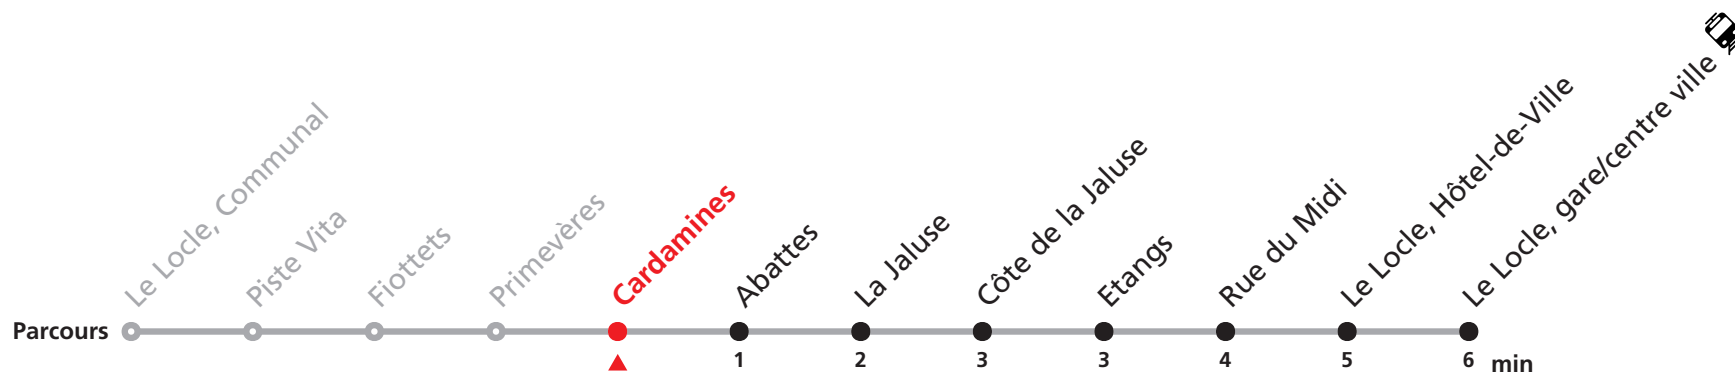 Le Locle, Communal
Piste Vita
Fiottets
Primevères
Cardamines
Abattes
La Jaluse
Côte de la Jaluse
Etangs
Rue du Midi
Le Locle, Hôtel-de-Ville
Le Locle, gare/centre ville
Parcours
1 2 3 3 4 5 6 min